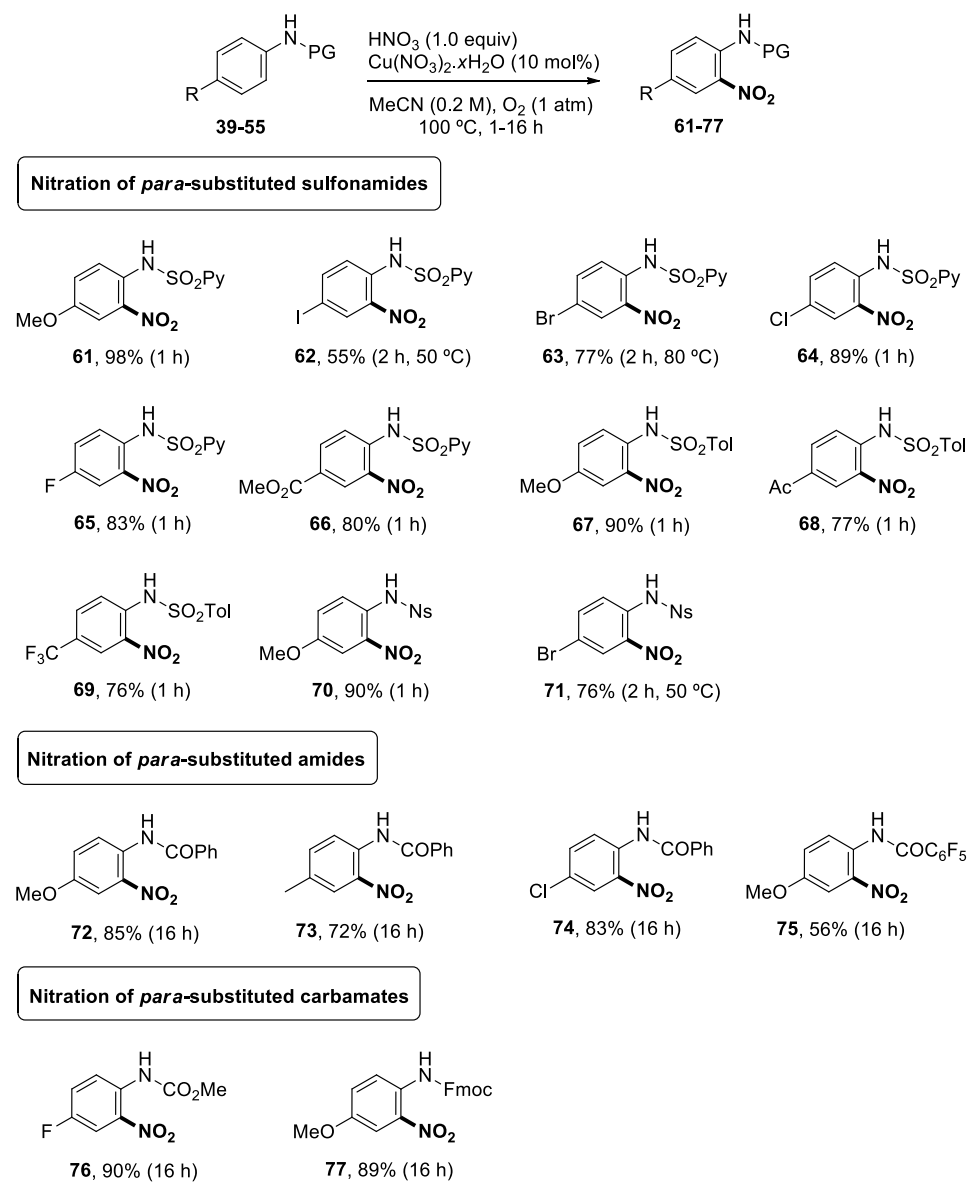 H
N
PG
R
39-55
HNO3 (1.0 equiv)
Cu(NO3)2.xH2O (10 mol%)
MeCN (0.2 M), O2 (1 atm)
100 ºC, 1-16 h
H
N
PG
R
NO2
61-77
Nitration of para-substituted sulfonamides
H
N
SO2Py
MeO
NO2
61, 98% (1 h)
H
N
SO2Py
I
NO2
62, 55% (2 h, 50 ºC)
H
N
SO2Py
Br
NO2
63, 77% (2 h, 80 ºC)
H
N
SO2Py
Cl
NO2
64, 89% (1 h)
H
N
SO2Py
F
NO2
65, 83% (1 h)
H
N
SO2Py
MeO2C
NO2
66, 80% (1 h)
H
N
SO2Tol
MeO
NO2
67, 90% (1 h)
H
N
SO2Tol
Ac
NO2
68, 77% (1 h)
H
N
SO2Tol
F3C
NO2
69, 76% (1 h)
H
N
Ns
MeO
NO2
70, 90% (1 h)
H
N
Ns
Br
NO2
71, 76% (2 h, 50 ºC)
Nitration of para-substituted amides
H
N
COPh
MeO
NO2
72, 85% (16 h)
H
N
COPh
NO2
73, 72% (16 h)
H
N
COPh
Cl
NO2
74, 83% (16 h)
H
N
COC6F5
MeO
NO2
75, 56% (16 h)
Nitration of para-substituted carbamates
H
N
CO2Me
F
NO2
76, 90% (16 h)
H
N
Fmoc
MeO
NO2
77, 89% (16 h)